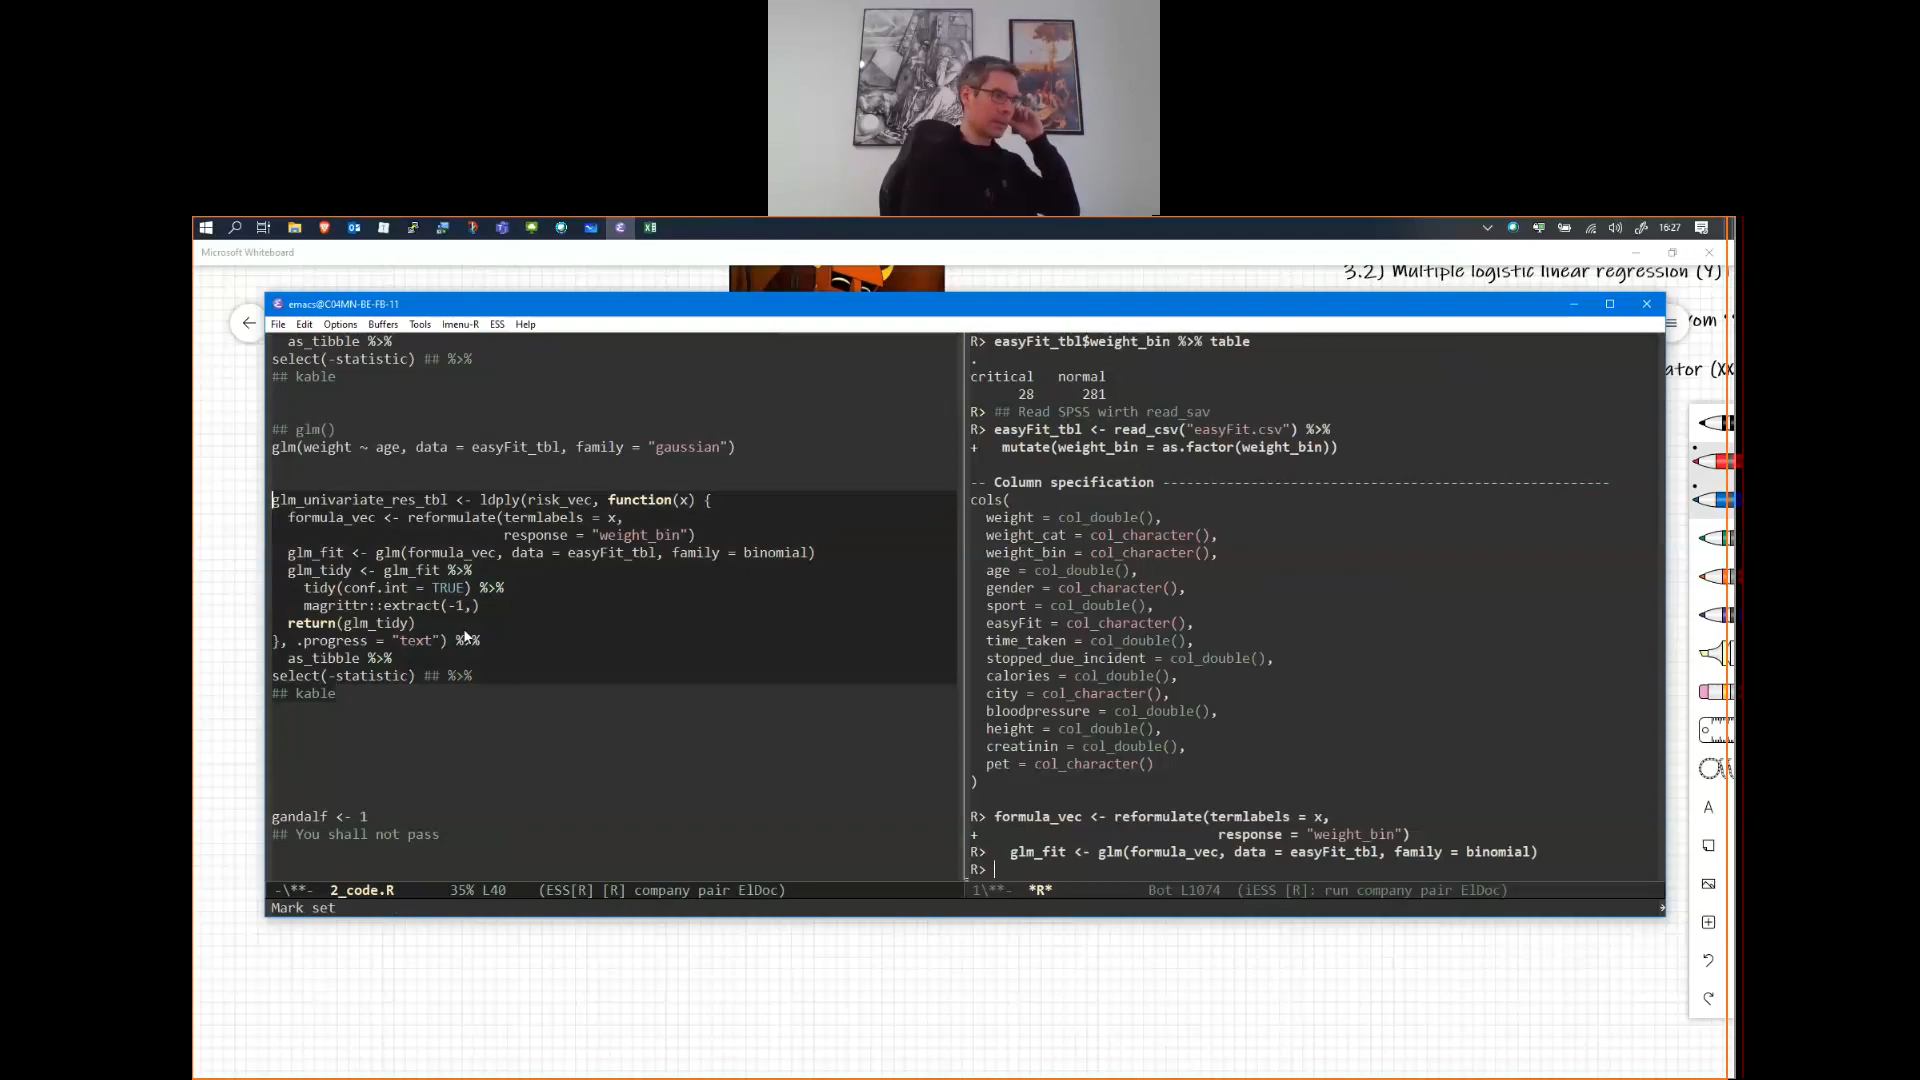 16:27
Microsoft Whiteboard
3.2) Multiple logistic linear regression (Y)
emacs@C04MN-BE-FB-11
File Edit Options Buffers Tools Imenu-R ESS Help
vom
ator (XX
as_tibble %>%
select(-statistic) ## %>%
## kable
## glm()
glm(weight ~ age, data = easyFit_tbl, family = "gaussian")
glm_univariate_res_tbl <- ldply(risk_vec, function(x) {
formula_vec <- reformulate(termlabels = x,
response = "weight_bin")
glm_fit <- glm(formula_vec, data = easyFit_tbl, family = binomial)
glm_tidy <- glm_fit %>%
tidy(conf.int = TRUE) %>%
magrittr::extract(-1,)
return(glm_tidy)
}, .progress = "text") %>%
as_tibble %>%
select(-statistic) ## %>%
## kable
gandalf <- 1
## You shall not pass
-\**- 2_code.R 35% L40 (ESS[R] [R] company pair ElDoc)
Mark set
R> easyFit_tbl$weight_bin %>% table
.
critical normal
28 281
R> ## Read SPSS wirth read_sav
R> easyFit_tbl <- read_csv("easyFit.csv") %>%
+ mutate(weight_bin = as.factor(weight_bin))
-- Column specification --------------------------------------------------------
cols(
weight = col_double(),
weight_cat = col_character(),
weight_bin = col_character(),
age = col_double(),
gender = col_character(),
sport = col_double(),
easyFit = col_character(),
time_taken = col_double(),
stopped_due_incident = col_double(),
calories = col_double(),
city = col_character(),
bloodpressure = col_double(),
height = col_double(),
creatinin = col_double(),
pet = col_character()
)
R> formula_vec <- reformulate(termlabels = x,
+ response = "weight_bin")
R> glm_fit <- glm(formula_vec, data = easyFit_tbl, family = binomial)
R>
1\**- *R* Bot L1074 (iESS [R]: run company pair ElDoc)
A